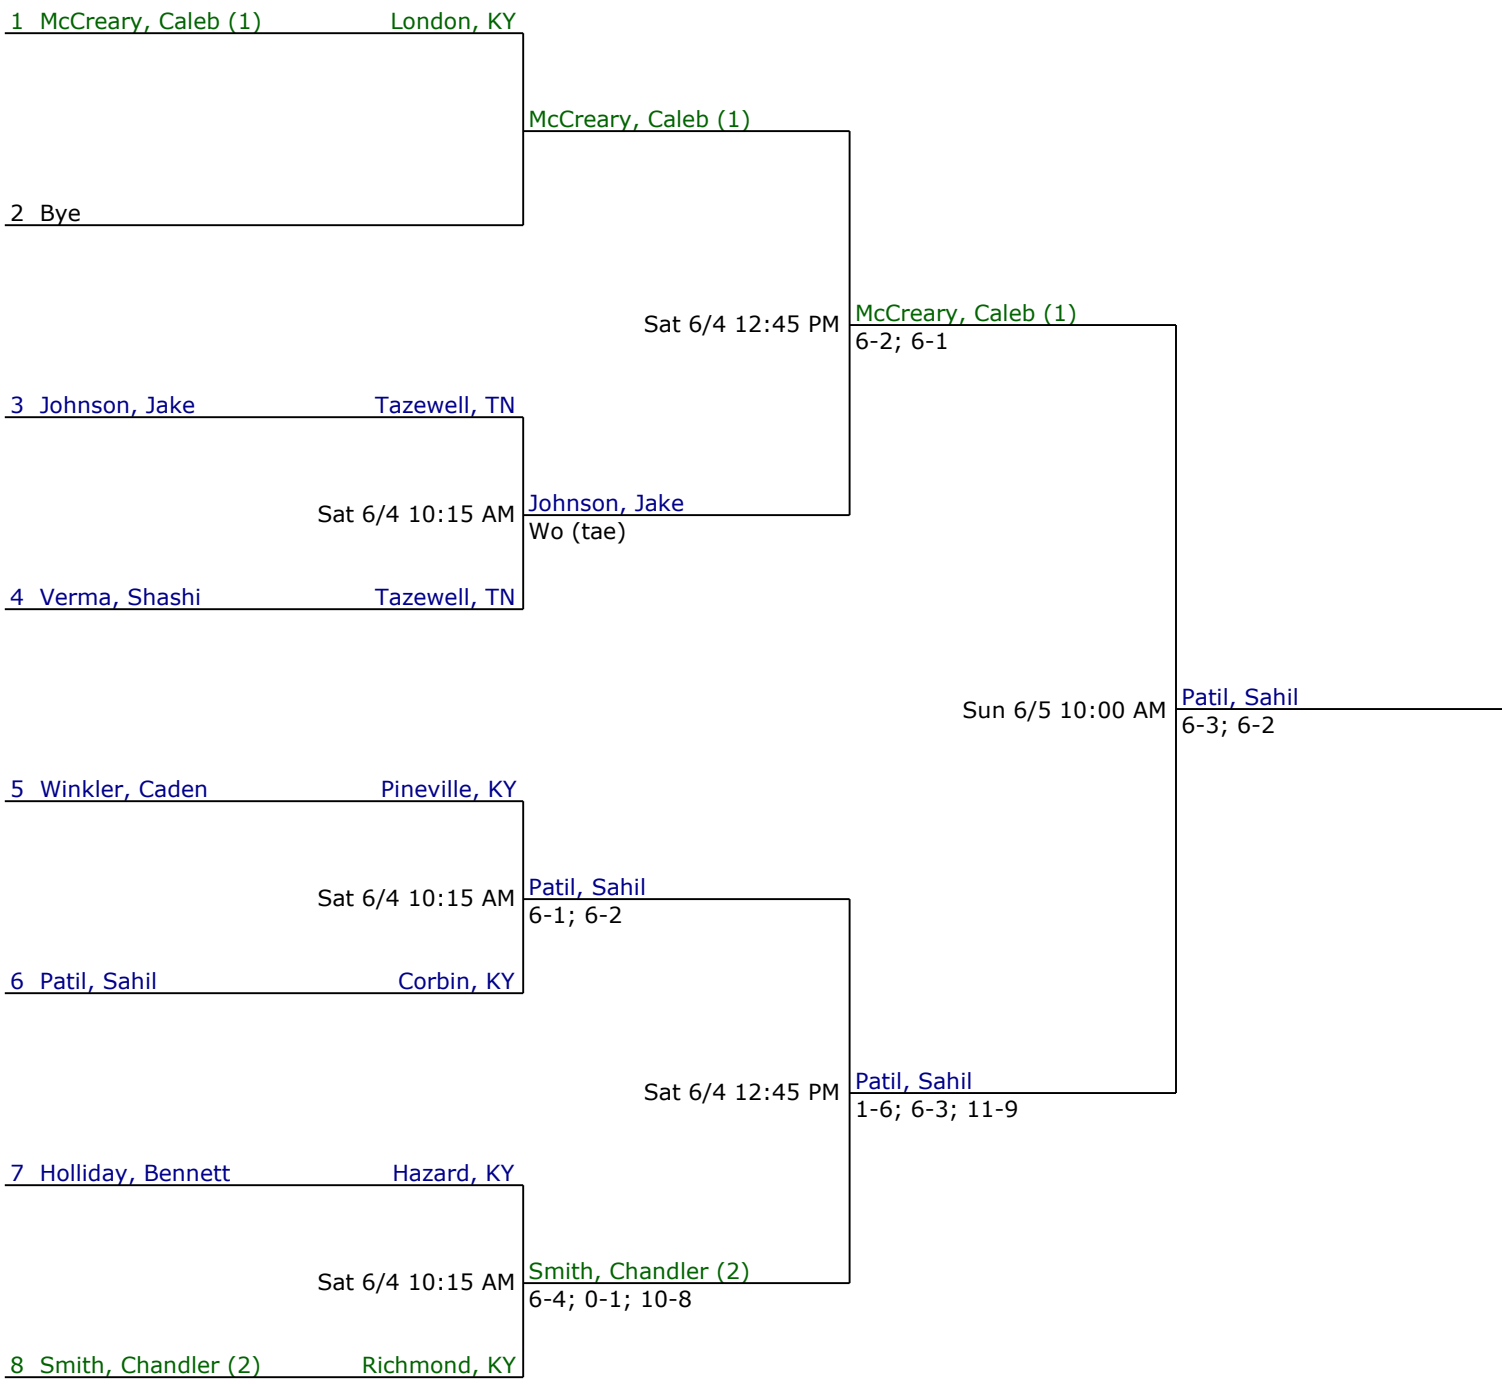 1 McCreary, Caleb (1) London, KY
McCreary, Caleb (1)
2 Bye
Sat 6/4 12:45 PM
McCreary, Caleb (1)
6-2; 6-1
3 Johnson, Jake Tazewell, TN
Sat 6/4 10:15 AM
Johnson, Jake
Wo (tae)
4 Verma, Shashi Tazewell, TN
Sun 6/5 10:00 AM
Patil, Sahil
6-3; 6-2
5 Winkler, Caden Pineville, KY
Sat 6/4 10:15 AM
Patil, Sahil
6-1; 6-2
6 Patil, Sahil Corbin, KY
Sat 6/4 12:45 PM
Patil, Sahil
1-6; 6-3; 11-9
7 Holliday, Bennett Hazard, KY
Sat 6/4 10:15 AM
Smith, Chandler (2)
6-4; 0-1; 10-8
8 Smith, Chandler (2) Richmond, KY